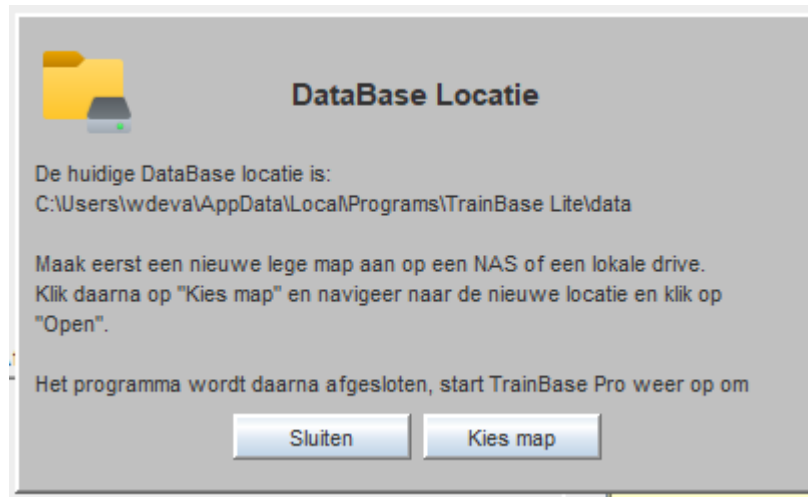 DataBase Locatie
De huidige DataBase locatie is:
C:\Users\wdeva\AppData\Local\Programs\TrainBase Lite\data
Maak eerst een nieuwe lege map aan op een NAS of een lokale drive.
Klik daarna op "Kies map" en navigeer naar de nieuwe locatie en klik op
"Open".
Het programma wordt daarna afgesloten, start TrainBase Pro weer op om
Sluiten
Kies map